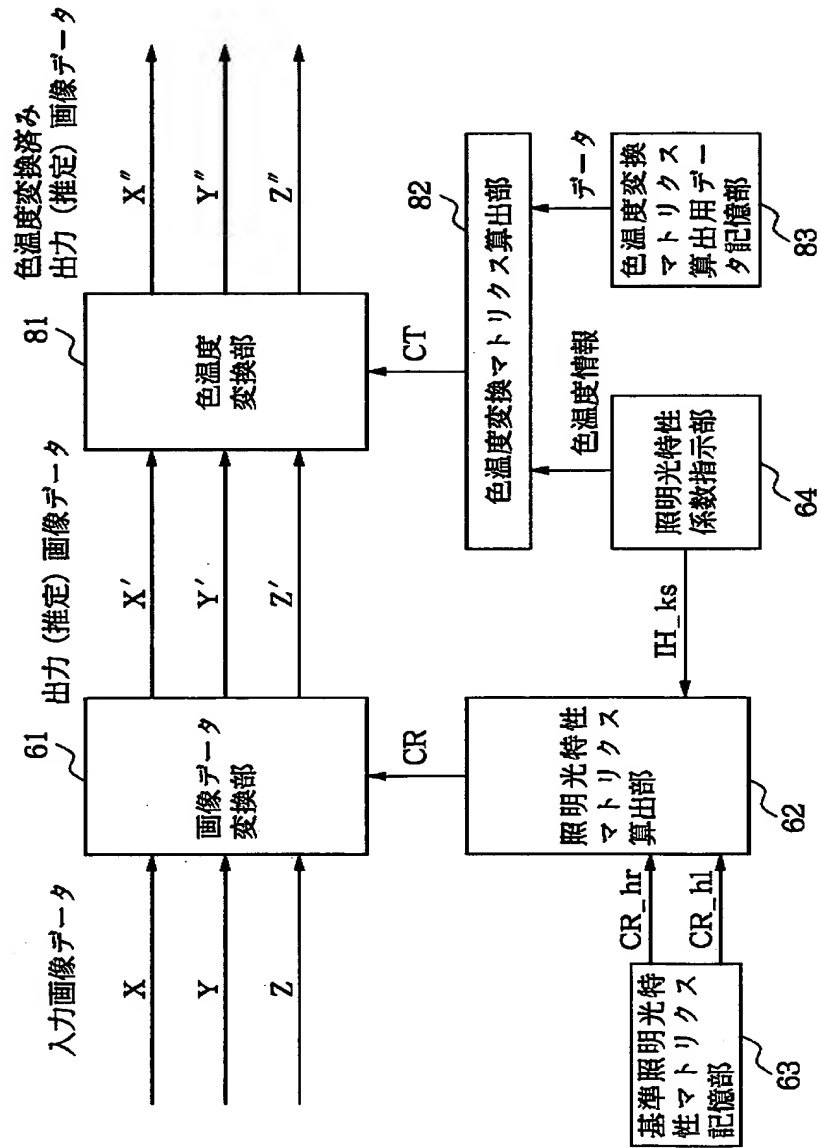 入力画像データ
X
Y
Z
61
画像データ
変換部
出力 (推定) 画像データ
X′
Y′
Z′
81
色温度
変換部
色温度変換済み
出力 (推定) 画像データ
X″
Y″
Z″
CR
CT
82
色温度変換マトリクス算出部
基準照明光特
性マトリクス
記憶部
63
CR_hr
CR_hl
照明光特性
マトリクス
算出部
62
IH_ks
照明光特性
係数指示部
64
色温度情報
データ
色温度変換
マトリクス
算出用デー
タ記憶部
83